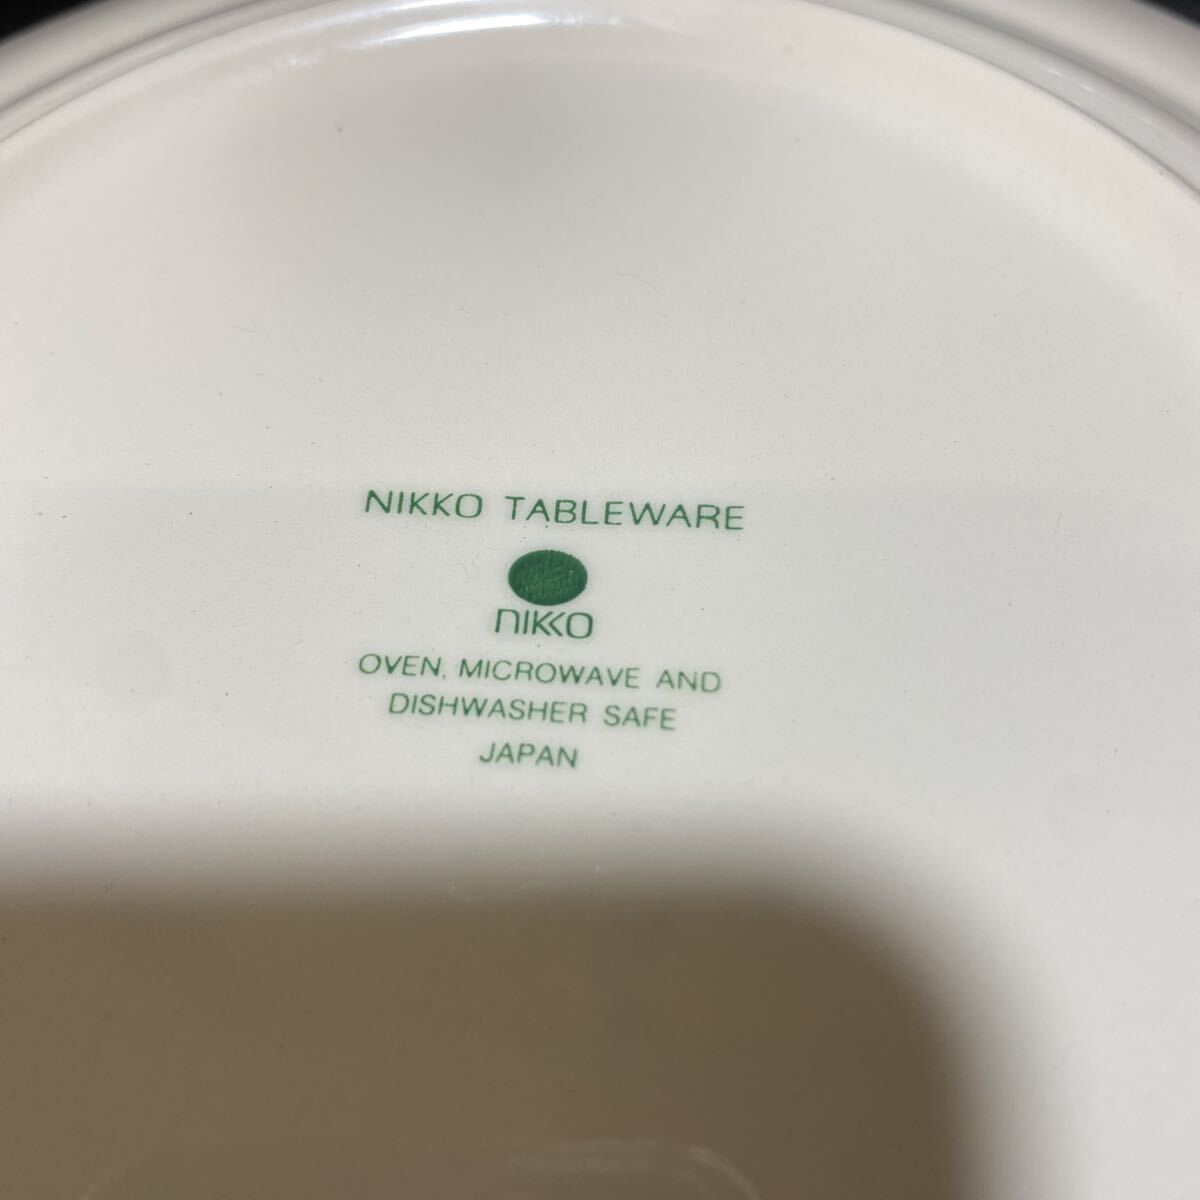 NIKKO TABLEWARE
NIKKO
OVEN, MICROWAVE AND
DISHWASHER SAFE
JAPAN